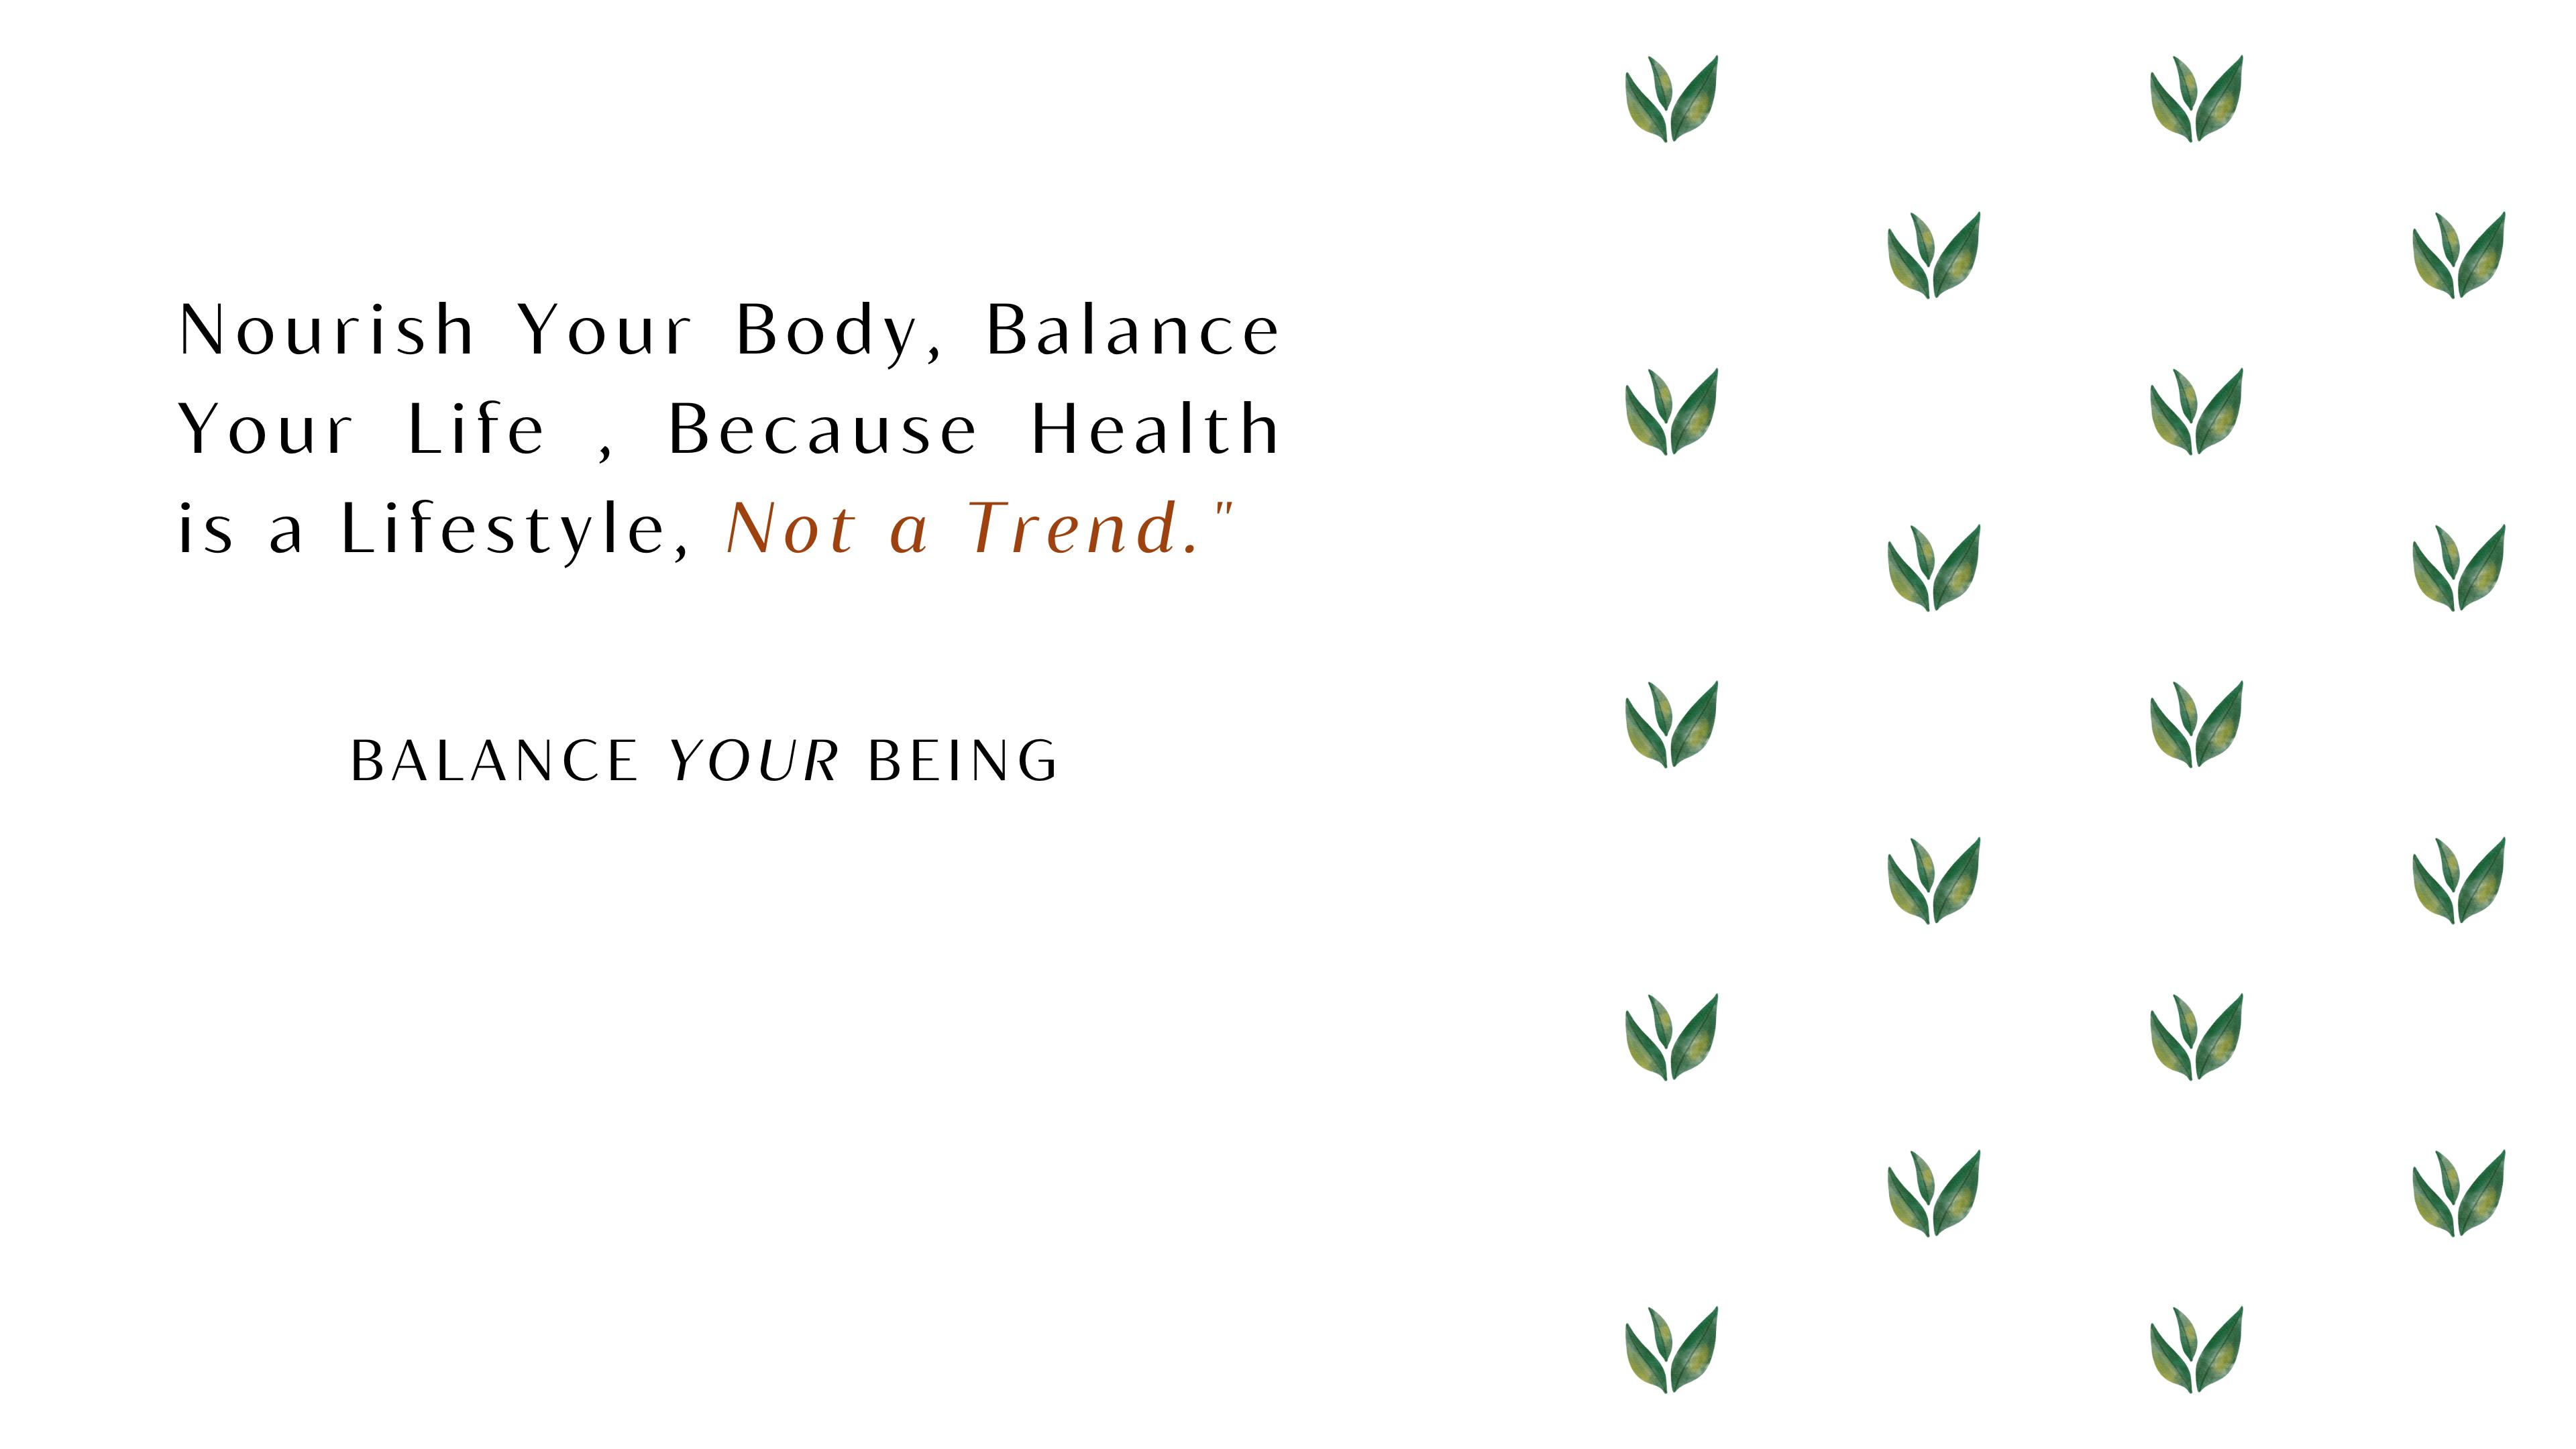 Nourish Your Body, Balance
Your Life , Because Health
is a Lifestyle, Not a Trend."
BALANCE YOUR BEING